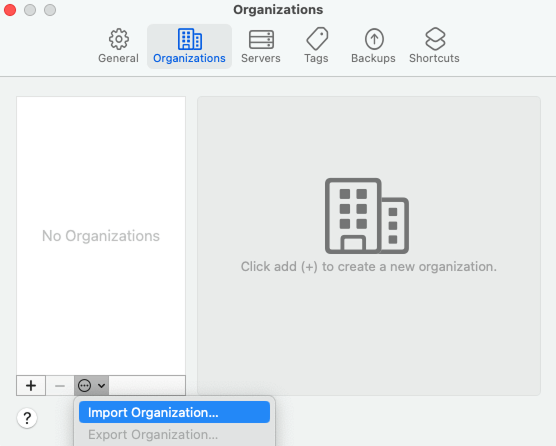 Organizations
General
Organizations
Servers
Tags
Backups
Shortcuts
No Organizations
Click add (+) to create a new organization.
+ −
?
Import Organization...
Export Organization...